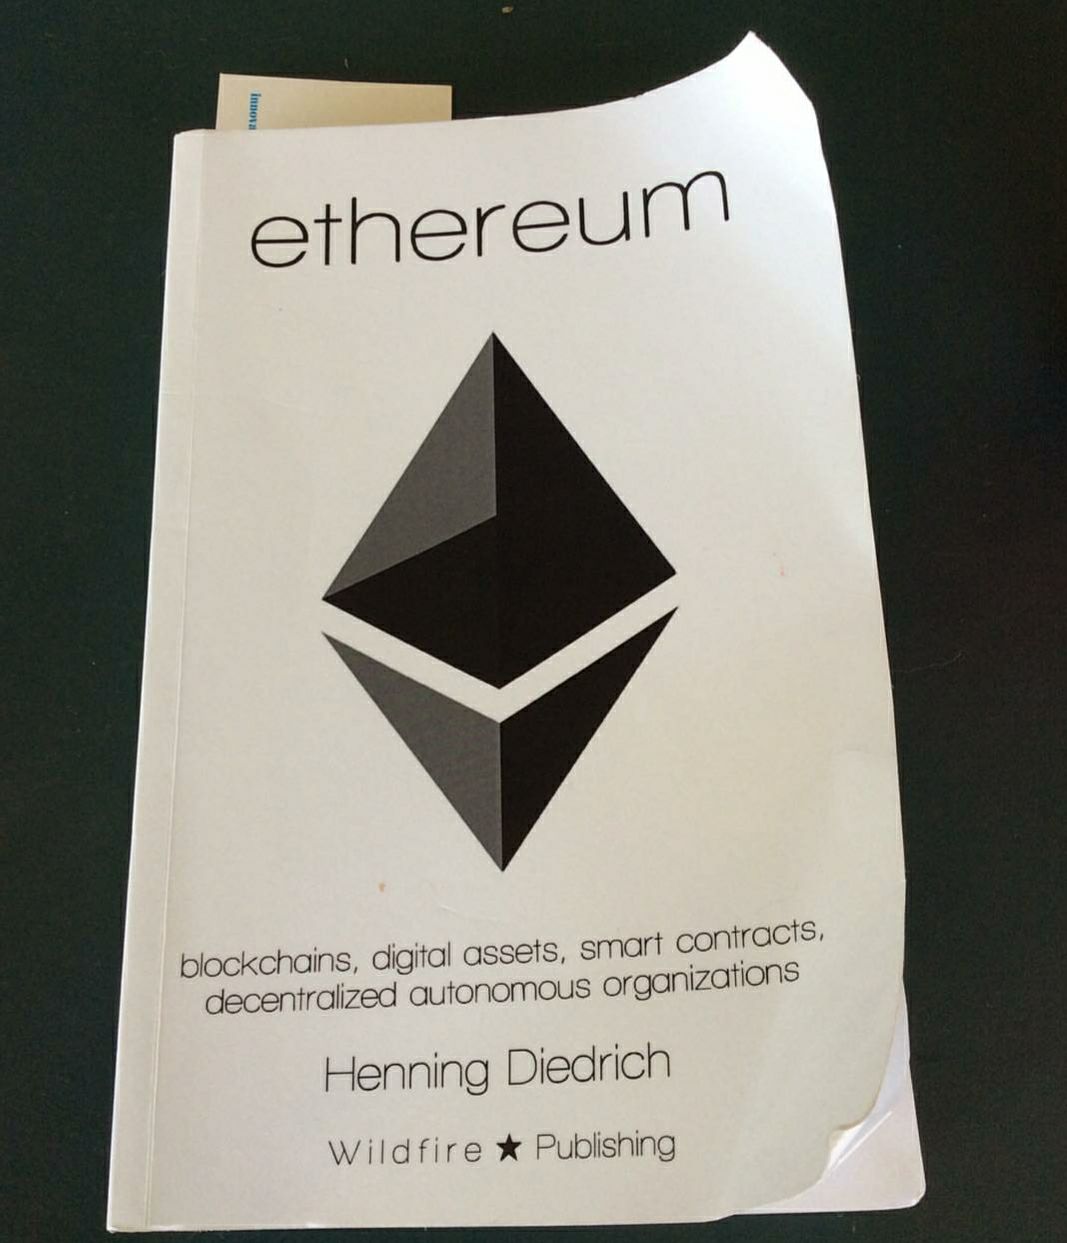 ethereum
blockchains, digital assets, smart contracts,
decentralized autonomous organizations
Henning Diedrich
Wildfire ★ Publishing